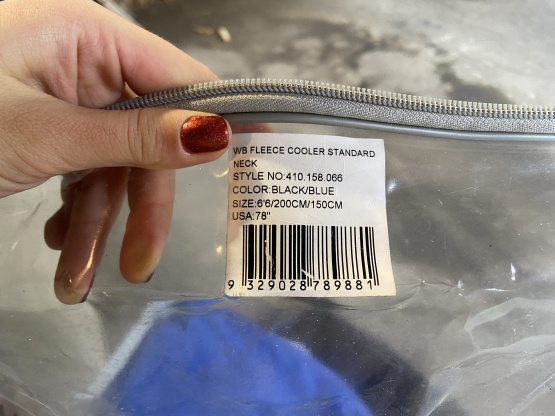 WB FLEECE COOLER STANDARD
NECK
STYLE NO:410.158.066
COLOR:BLACK/BLUE
SIZE:6'6/200CM/150CM
USA:78"
9 329028 789881